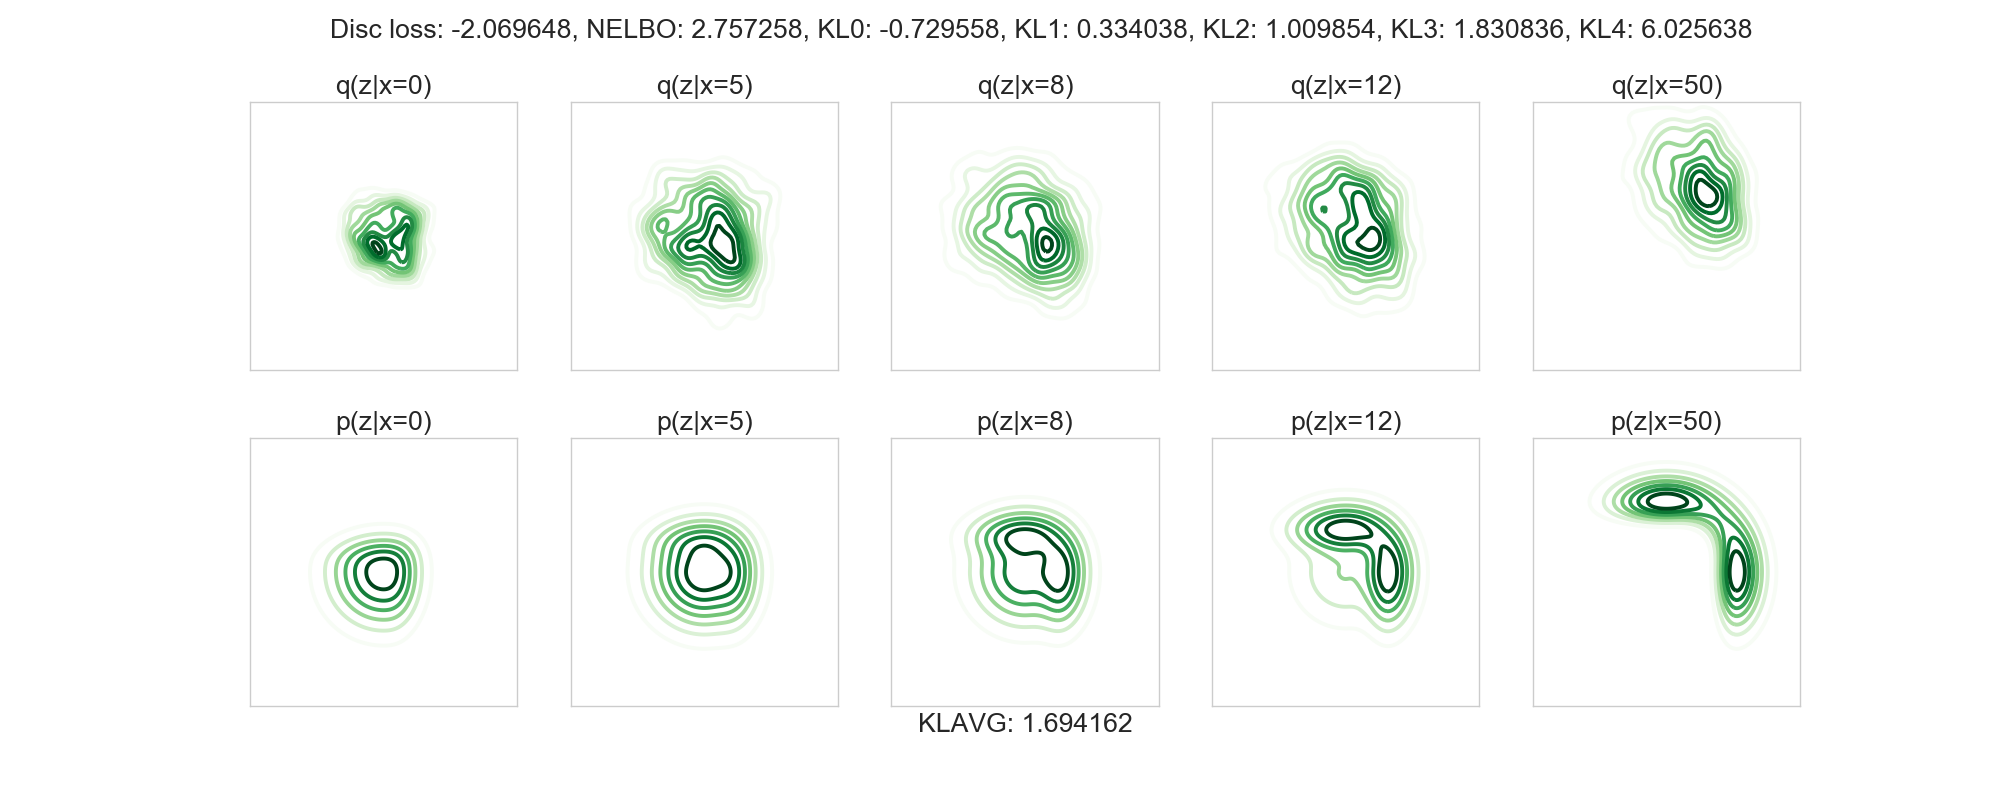 Disc loss: -2.069648, NELBO: 2.757258, KL0: -0.729558, KL1: 0.334038, KL2: 1.009854, KL3: 1.830836, KL4: 6.025638
q(z|x=0) q(z|x=5) q(z|x=8) q(z|x=12) q(z|x=50)
p(z|x=0) p(z|x=5) p(z|x=8) p(z|x=12) p(z|x=50)
KLAVG: 1.694162